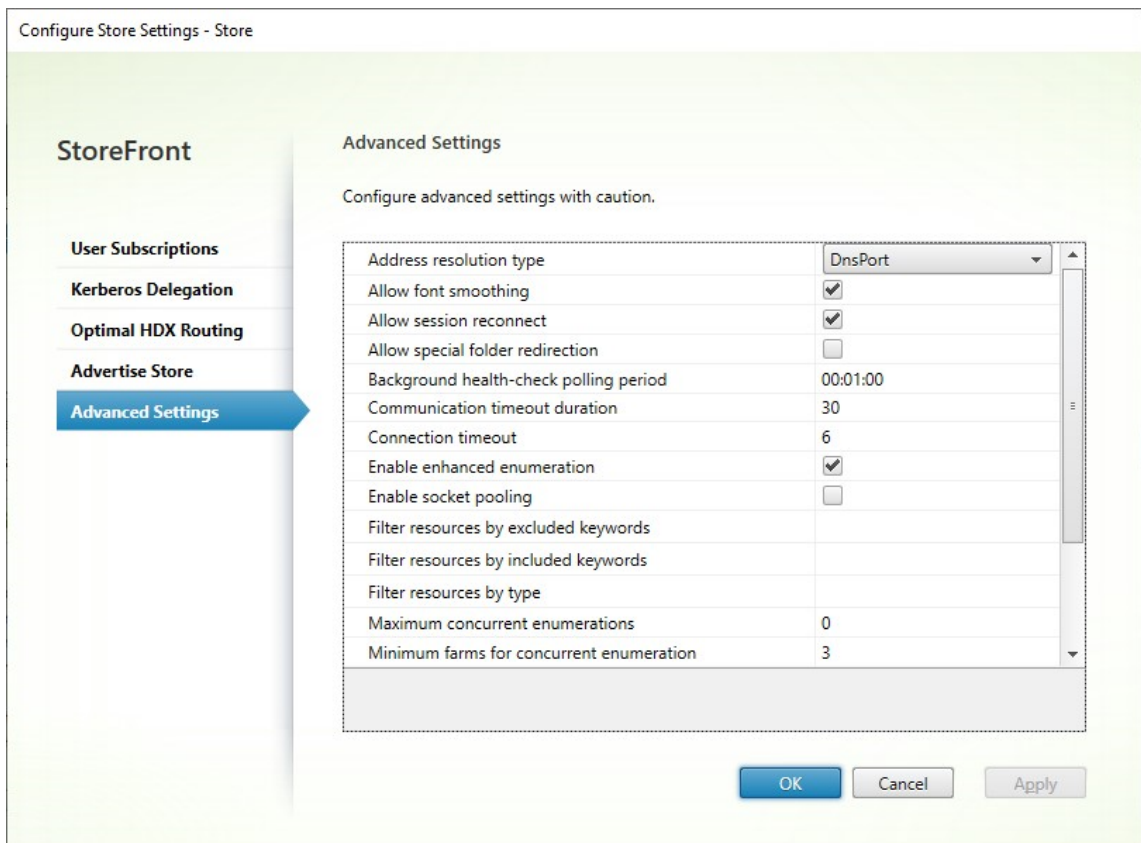 Configure Store Settings - Store
StoreFront
User Subscriptions
Kerberos Delegation
Optimal HDX Routing
Advertise Store
Advanced Settings
Advanced Settings
Configure advanced settings with caution.
Address resolution type DnsPort
Allow font smoothing
Allow session reconnect
Allow special folder redirection
Background health-check polling period 00:01:00
Communication timeout duration 30
Connection timeout 6
Enable enhanced enumeration
Enable socket pooling
Filter resources by excluded keywords
Filter resources by included keywords
Filter resources by type
Maximum concurrent enumerations 0
Minimum farms for concurrent enumeration 3
OK Cancel Apply